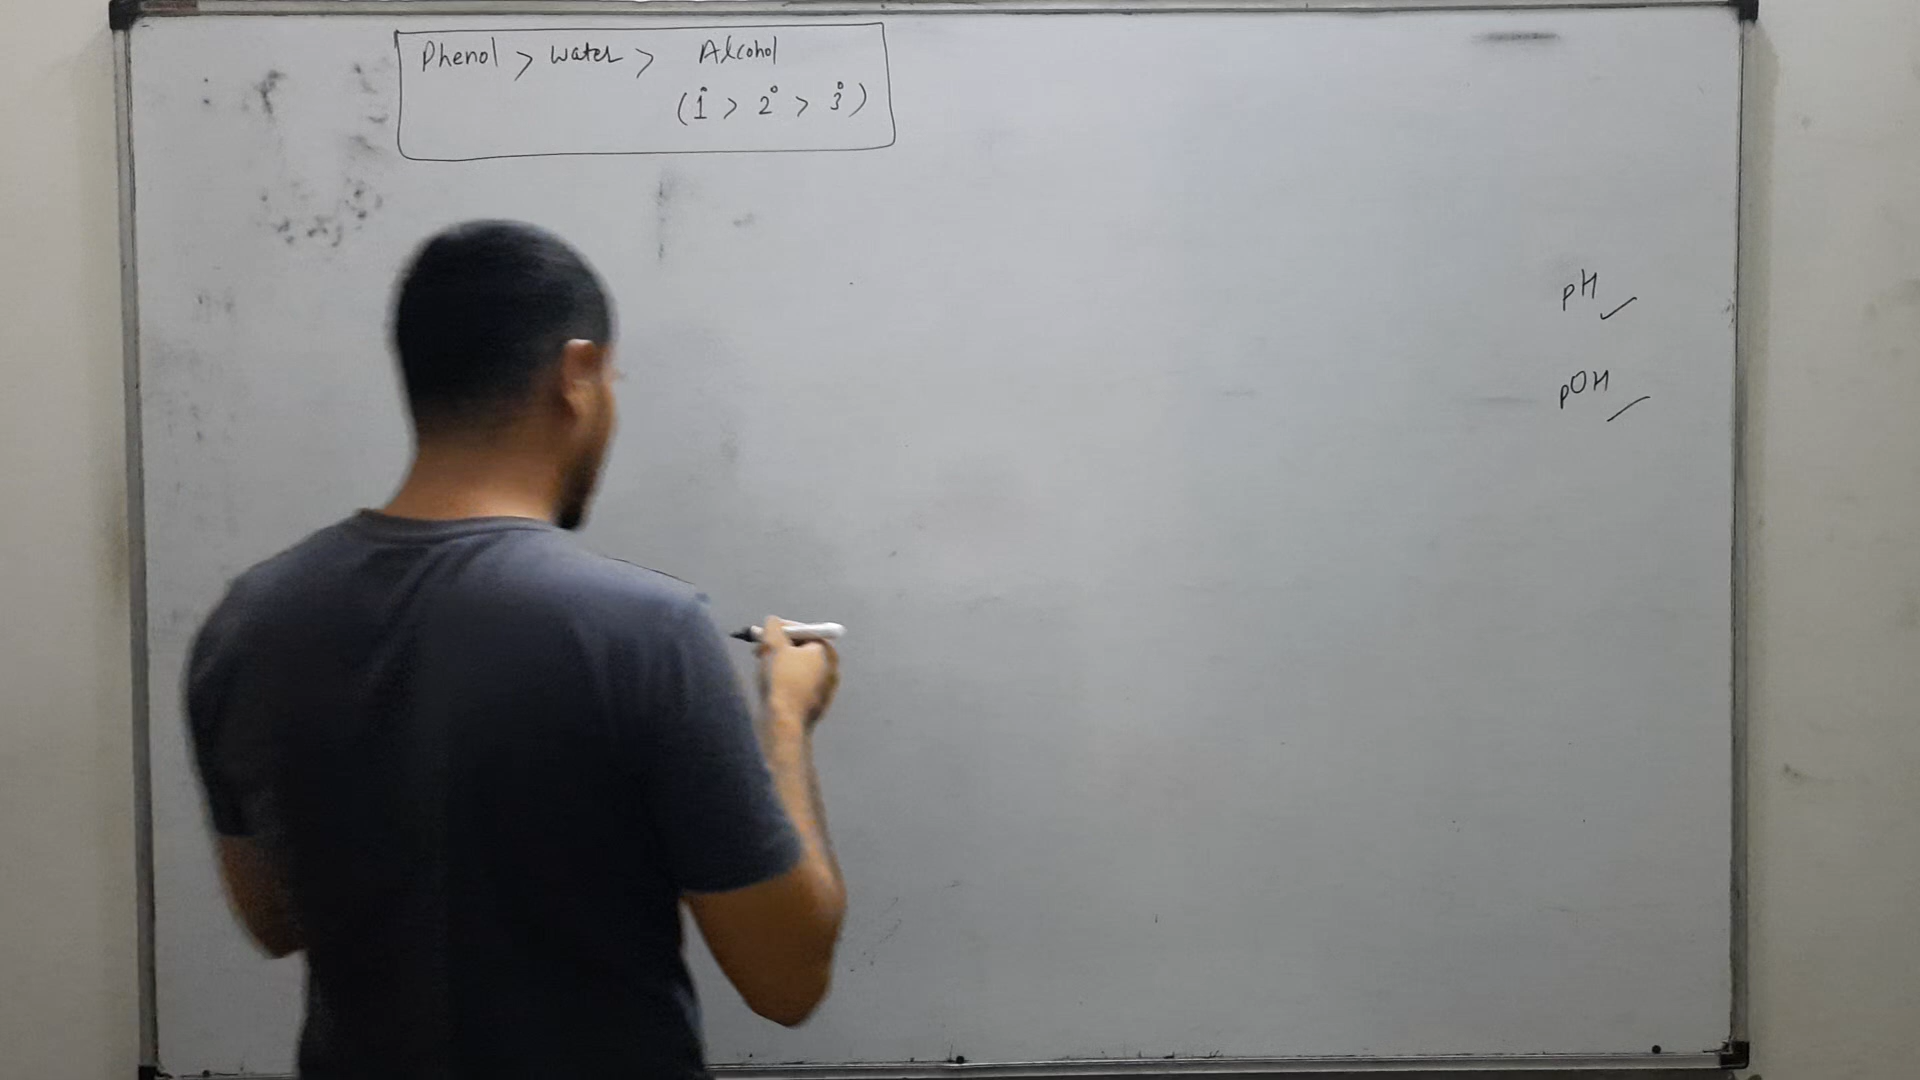 Phenol > water > Alcohol
(1° > 2° > 3°)
pH ✓
pOH